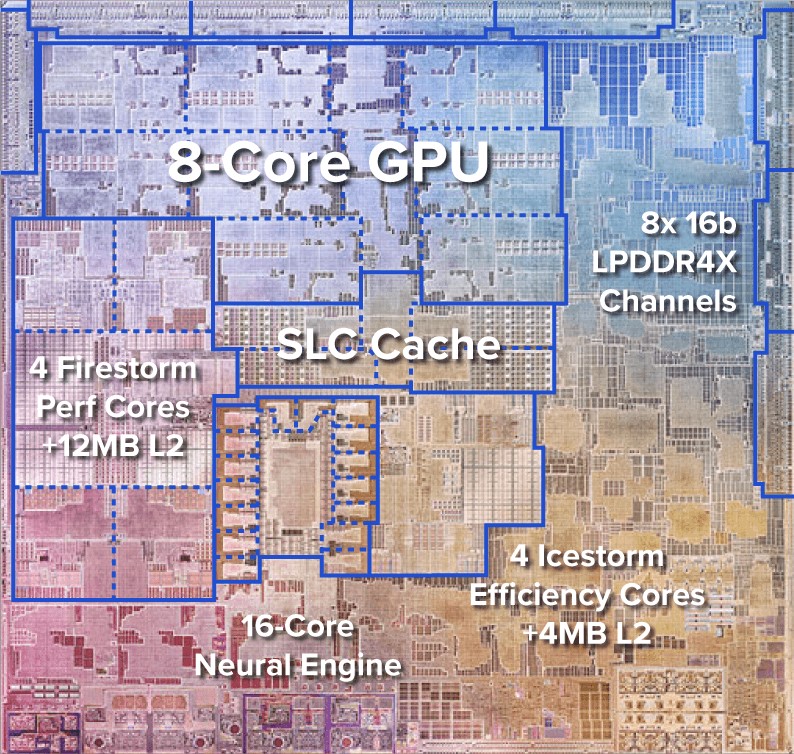 8-Core GPU
8x 16b
LPDDR4X
Channels
SLC Cache
4 Firestorm
Perf Cores
+12MB L2
4 Icestorm
Efficiency Cores
+4MB L2
16-Core
Neural Engine